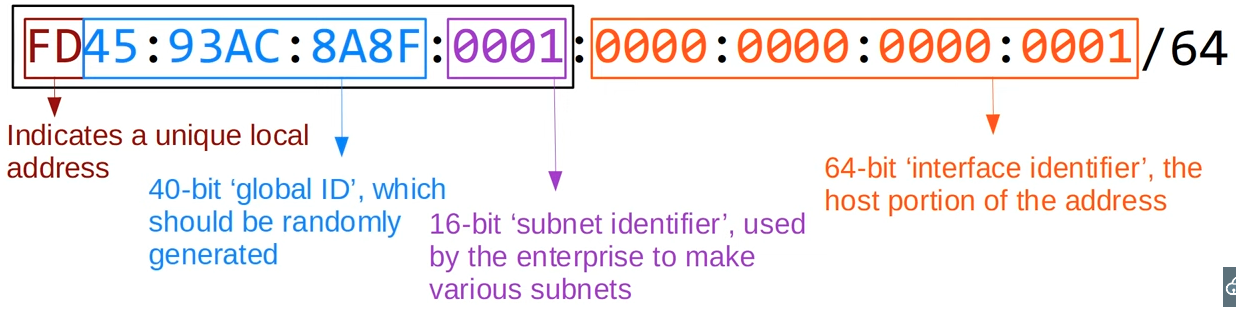 FD45:93AC:8A8F:0001:0000:0000:0000:0001/64
Indicates a unique local
address
40-bit ‘global ID’, which
should be randomly
generated
16-bit ‘subnet identifier’, used
by the enterprise to make
various subnets
64-bit ‘interface identifier’, the
host portion of the address